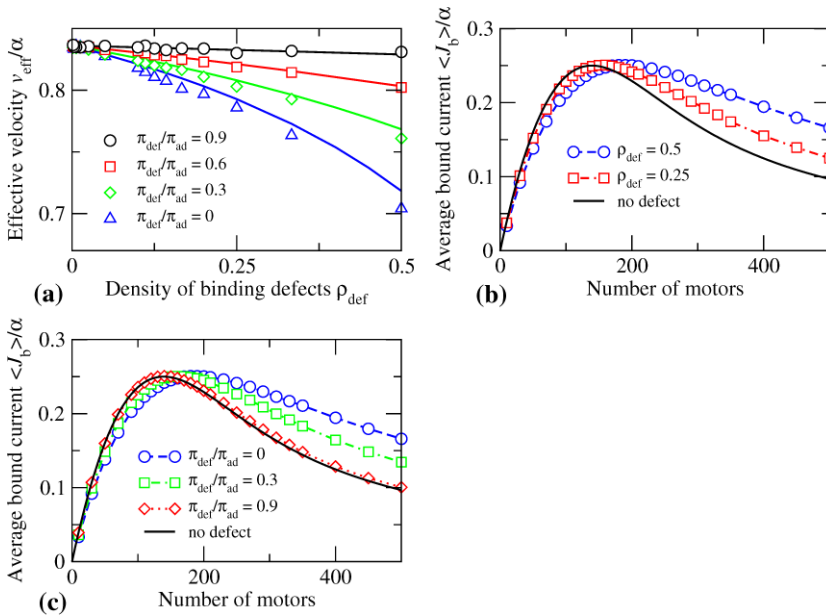 Effective velocity v_eff/α
0.8
0.7
π_def/π_ad = 0.9
π_def/π_ad = 0.6
π_def/π_ad = 0.3
π_def/π_ad = 0
0
0.25
0.5
Density of binding defects ρ_def
(a)
Average bound current <J_b>/α
0.3
0.2
0.1
0
ρ_def = 0.5
ρ_def = 0.25
no defect
0
200
400
Number of motors
(b)
Average bound current <J_b>/α
0.3
0.2
0.1
0
π_def/π_ad = 0
π_def/π_ad = 0.3
π_def/π_ad = 0.9
no defect
0
200
400
Number of motors
(c)